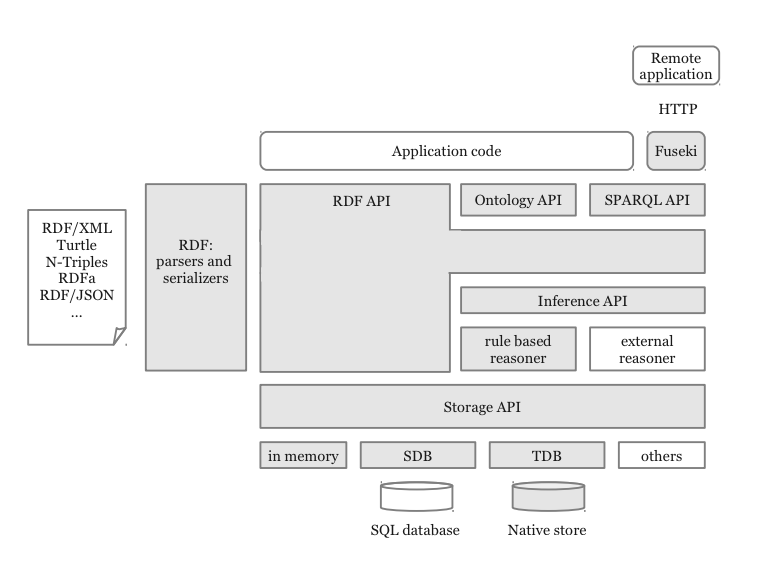 Remote
application
HTTP
Application code
Fuseki
RDF API
Ontology API
SPARQL API
RDF/XML
Turtle
N-Triples
RDFa
RDF/JSON
...
RDF:
parsers and
serializers
Inference API
rule based
reasoner
external
reasoner
Storage API
in memory
SDB
TDB
others
SQL database
Native store